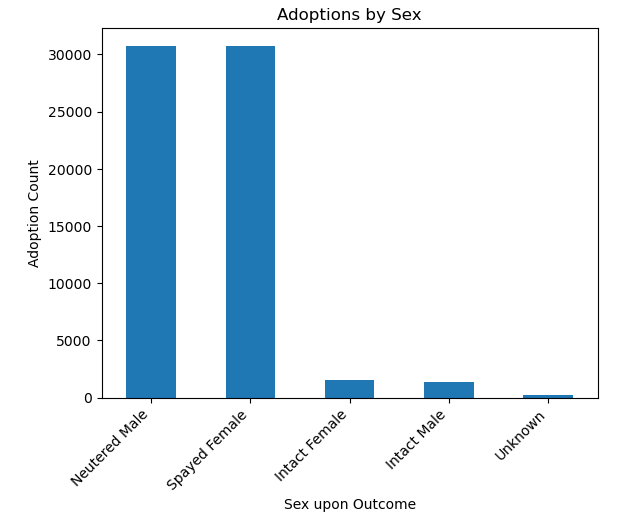 Adoptions by Sex
Adoption Count
30000
25000
20000
15000
10000
5000
0
Neutered Male
Spayed Female
Intact Female
Intact Male
Unknown
Sex upon Outcome